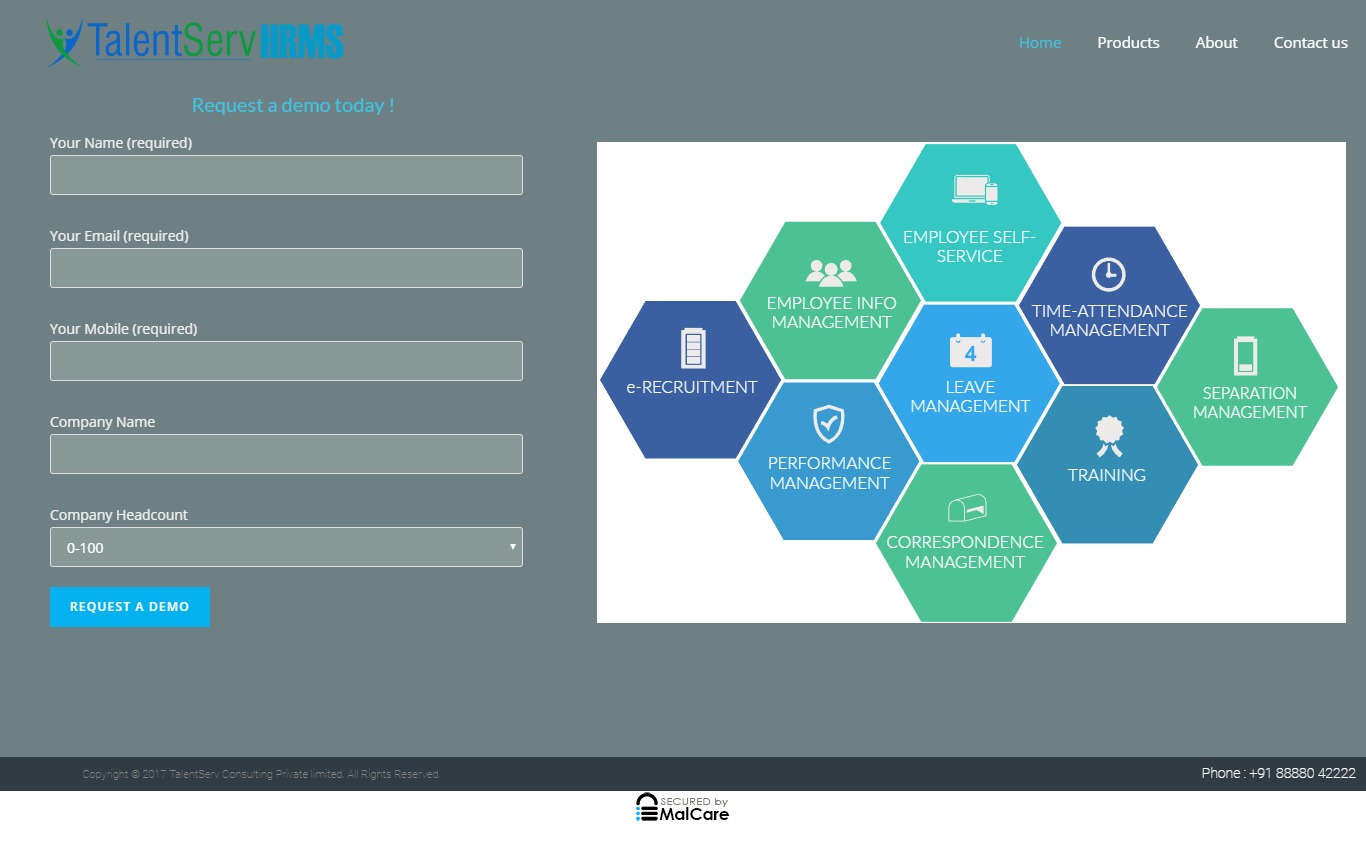 TalentServ HRMS
Home
Products
About
Contact us
Request a demo today !
Your Name (required)
Your Email (required)
Your Mobile (required)
Company Name
Company Headcount
0-100
REQUEST A DEMO
EMPLOYEE SELF-
SERVICE
EMPLOYEE INFO
MANAGEMENT
TIME-ATTENDANCE
MANAGEMENT
e-RECRUITMENT
4
LEAVE
MANAGEMENT
SEPARATION
MANAGEMENT
PERFORMANCE
MANAGEMENT
TRAINING
CORRESPONDENCE
MANAGEMENT
Copyright © 2017 TalentServ Consulting Private limited. All Rights Reserved.
Phone : +91 88880 42222
SECURED by
MalCare